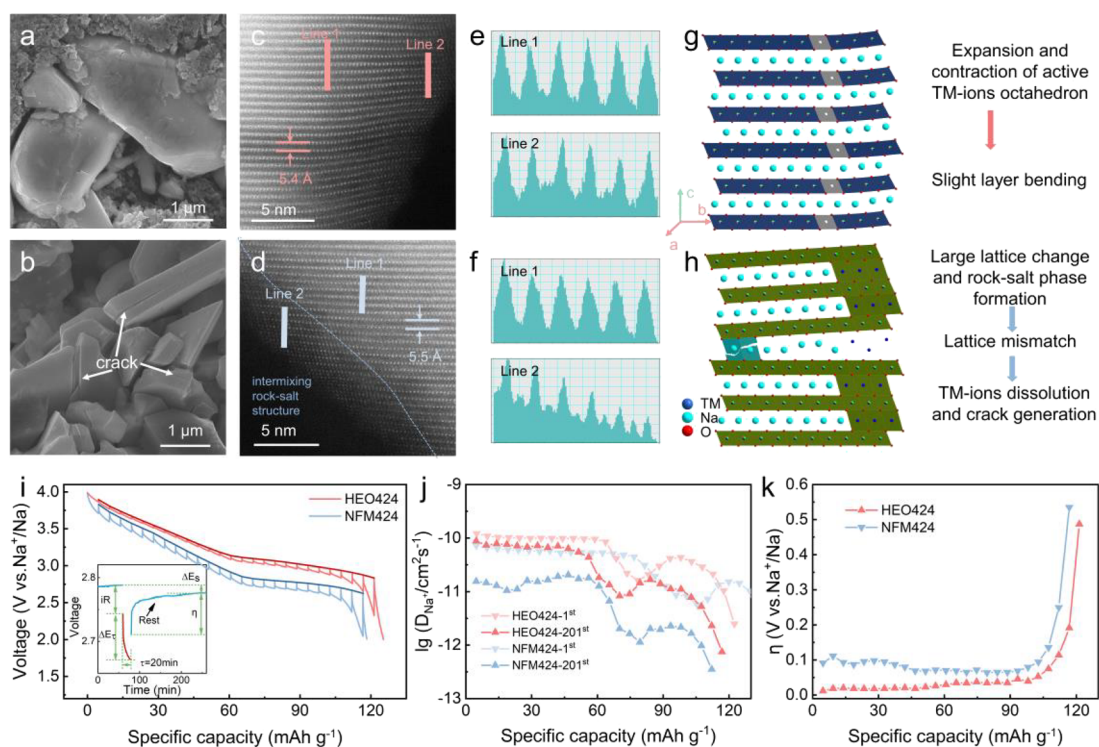 a
1 μm
b
crack
1 μm
c
Line 1
Line 2
5.4 Å
5 nm
d
Line 1
Line 2
5.5 Å
intermixing
rock-salt
structure
5 nm
e
Line 1
Line 2
f
Line 1
Line 2
g
c
b
a
Expansion and
contraction of active
TM-ions octahedron
Slight layer bending
h
TM
Na
O
Large lattice change
and rock-salt phase
formation
Lattice mismatch
TM-ions dissolution
and crack generation
i
HEO424
NFM424
Voltage (V vs.Na⁺/Na)
4.0
3.5
3.0
2.5
2.0
1.5
0 30 60 90 120
Specific capacity (mAh g⁻¹)
2.8
2.7
Voltage
iR
ΔEτ
ΔEs
η
Rest
τ=20min
0 100 200
Time (min)
j
-9
-10
-11
-12
-13
lg (D_Na⁺/cm²s⁻¹)
HEO424-1ˢᵗ
HEO424-201ˢᵗ
NFM424-1ˢᵗ
NFM424-201ˢᵗ
0 30 60 90 120
Specific capacity (mAh g⁻¹)
k
0.6
0.5
0.4
0.3
0.2
0.1
0.0
η (V vs.Na⁺/Na)
HEO424
NFM424
0 30 60 90 120
Specific capacity (mAh g⁻¹)